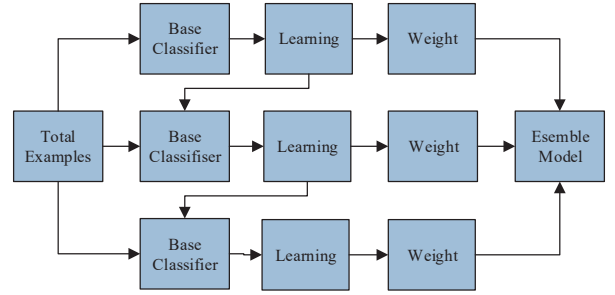 Base
Classifier
Learning
Weight
Total
Examples
Base
Classifiser
Learning
Weight
Esemble
Model
Base
Classifier
Learning
Weight